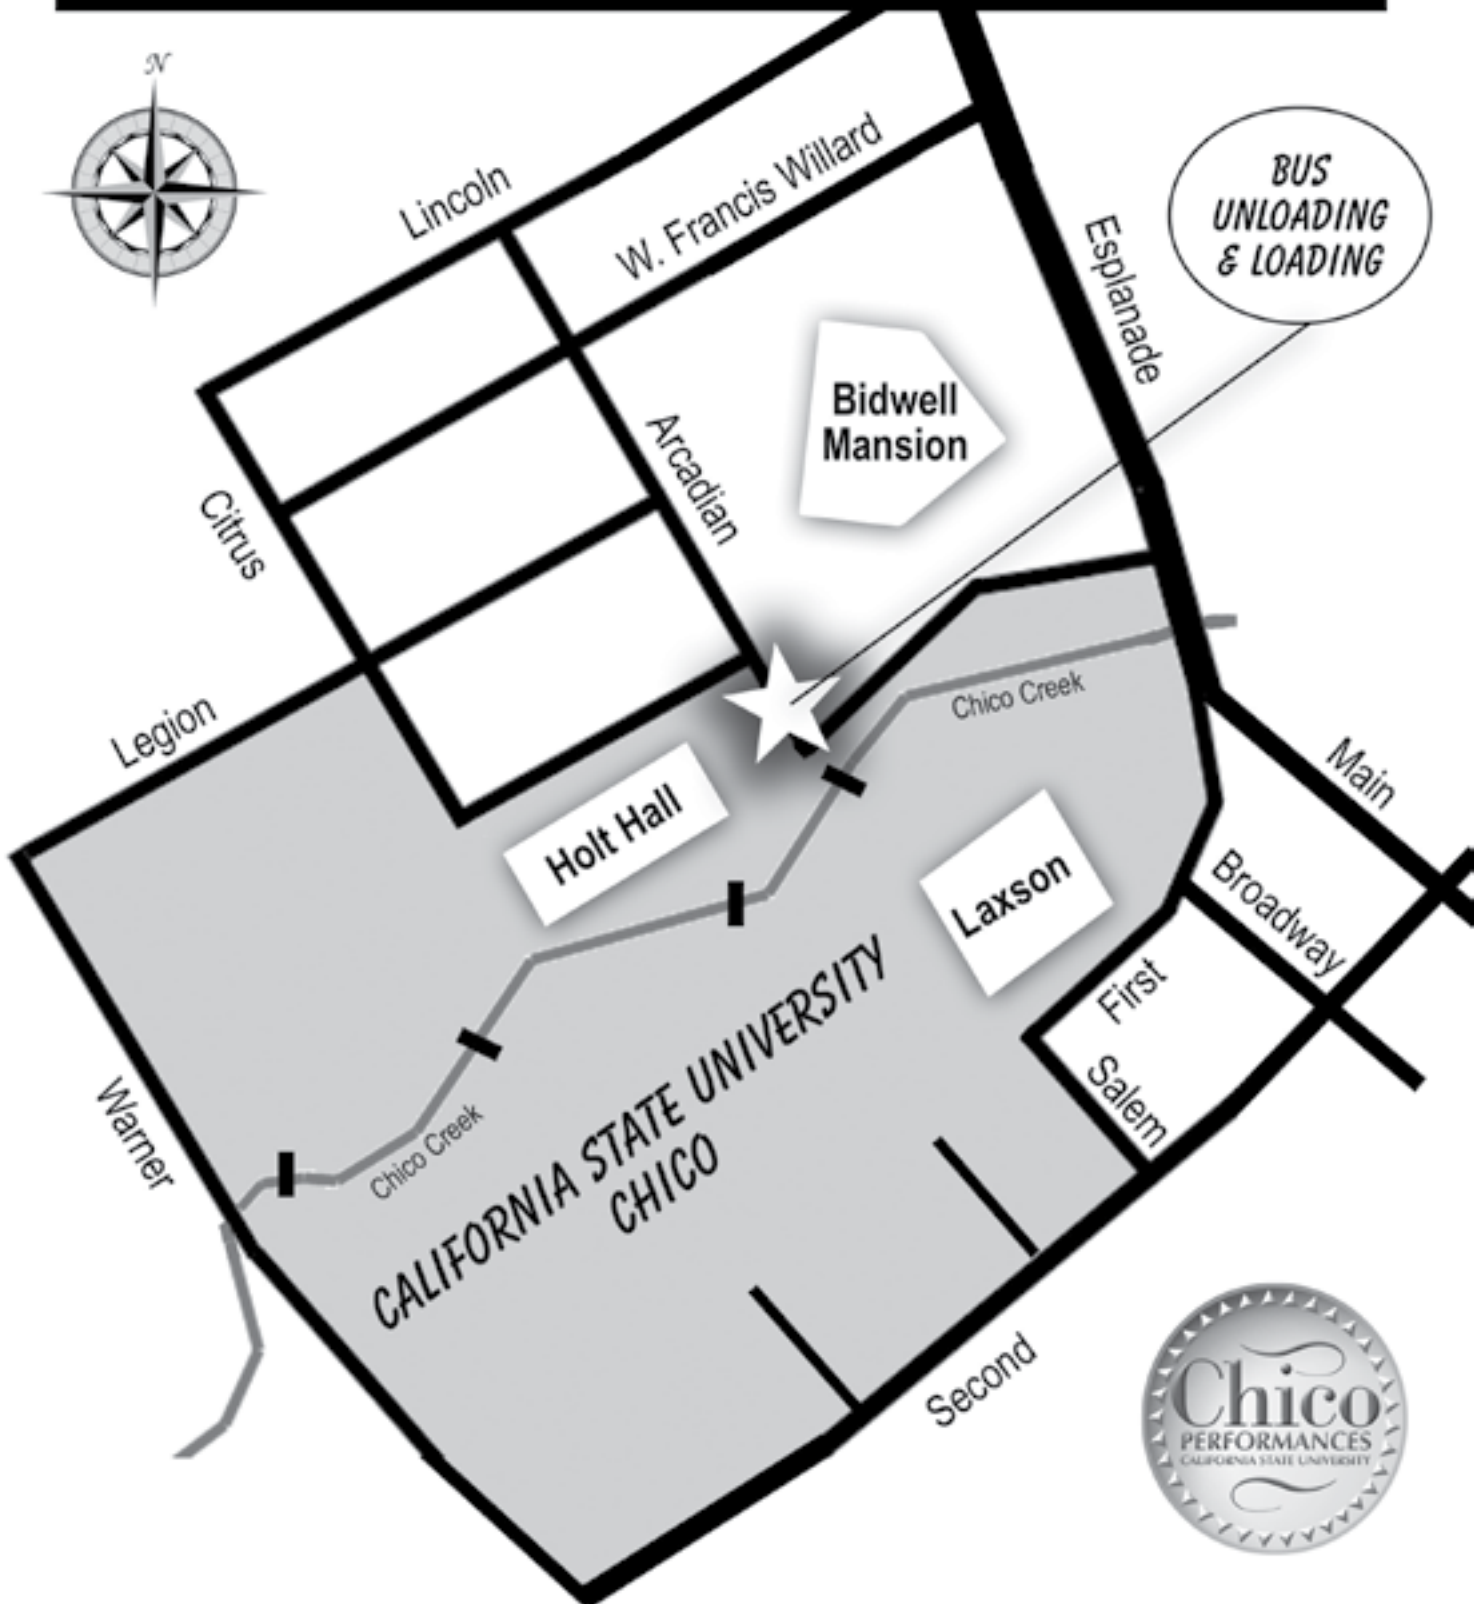 N
Lincoln
W. Francis Willard
Esplanade
BUS
UNLOADING
& LOADING
Bidwell
Mansion
Arcadian
Citrus
Legion
Chico Creek
Main
Holt Hall
Laxson
Broadway
First
Salem
Warner
Chico Creek
CALIFORNIA STATE UNIVERSITY
CHICO
Second
Chico
PERFORMANCES
CALIFORNIA STATE UNIVERSITY